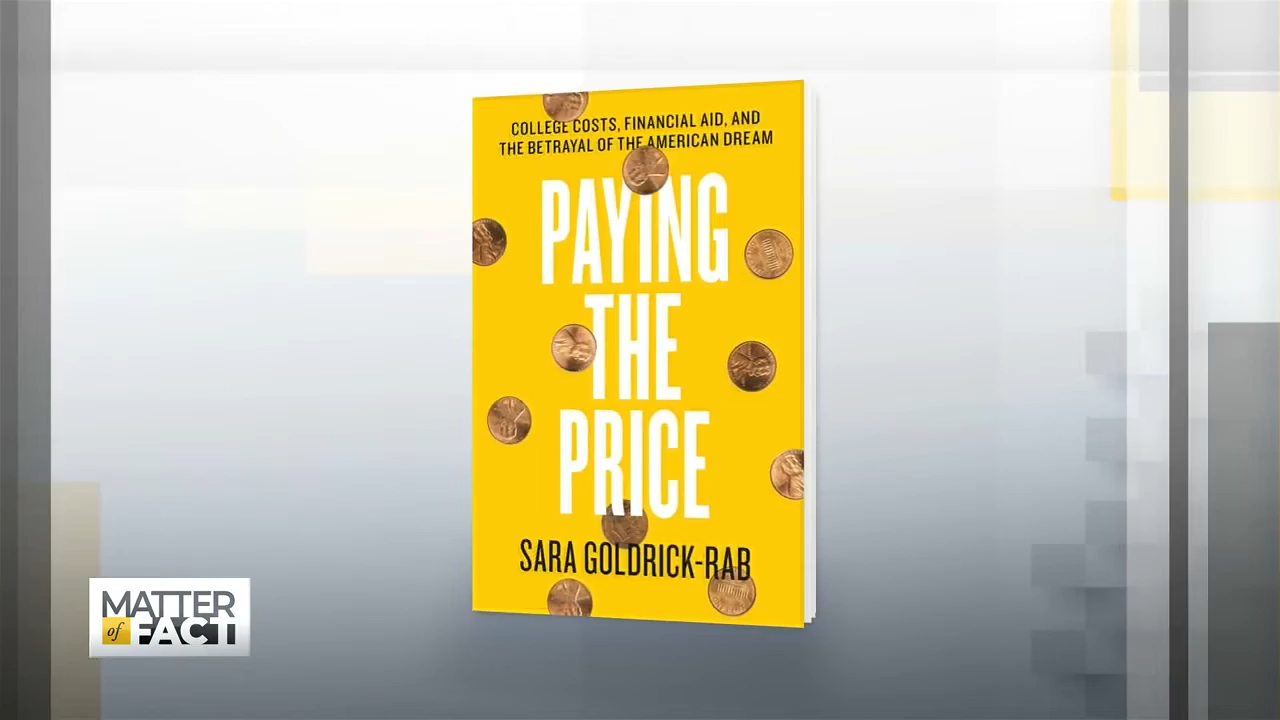 COLLEGE COSTS, FINANCIAL AID, AND
THE BETRAYAL OF THE AMERICAN DREAM
PAYING
THE
PRICE
SARA GOLDRICK-RAB
MATTER
of FACT